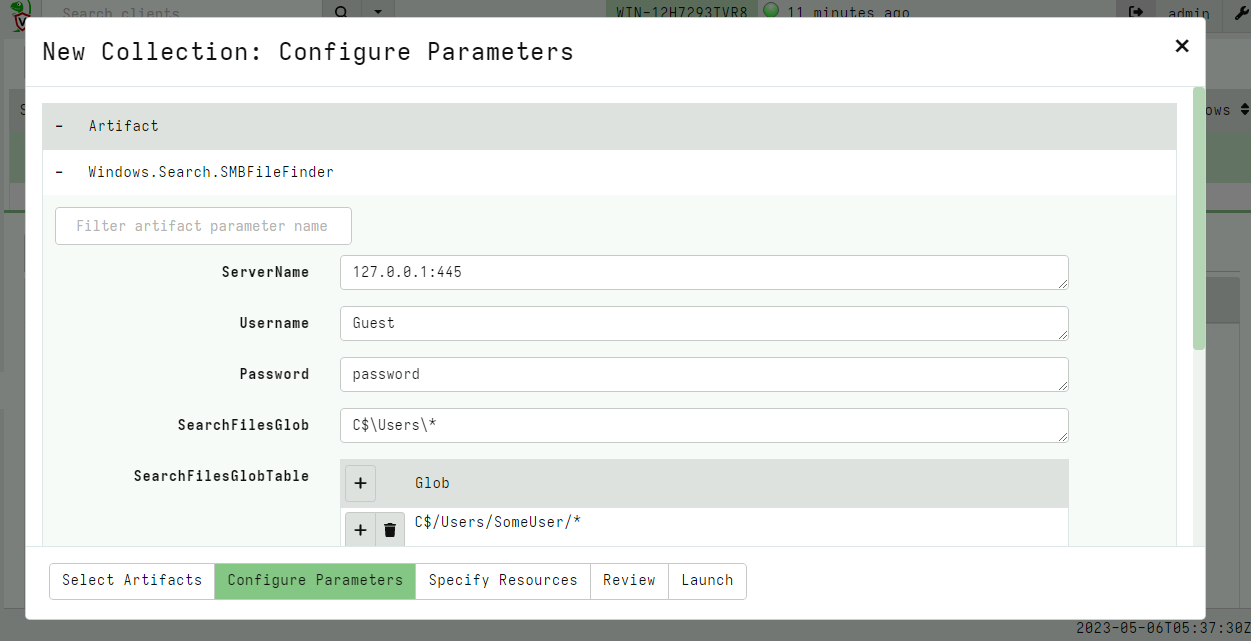 Search clients WIN-12H7293TVR8 11 minutes ago admin
New Collection: Configure Parameters
- Artifact
- Windows.Search.SMBFileFinder
Filter artifact parameter name
ServerName 127.0.0.1:445
Username Guest
Password password
SearchFilesGlob C$\Users\*
SearchFilesGlobTable + Glob
+ C$/Users/SomeUser/*
Select Artifacts Configure Parameters Specify Resources Review Launch
2023-05-06T05:37:30Z